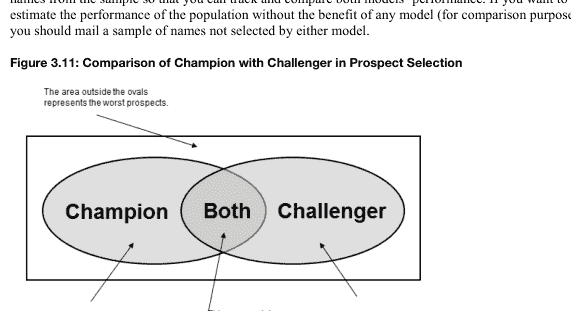 names from the sample so that you can track and compare both models' performance. If you want to
estimate the performance of the population without the benefit of any model (for comparison purpose
you should mail a sample of names not selected by either model.
Figure 3.11: Comparison of Champion with Challenger in Prospect Selection
The area outside the ovals
represents the worst prospects.
Champion
Both
Challenger